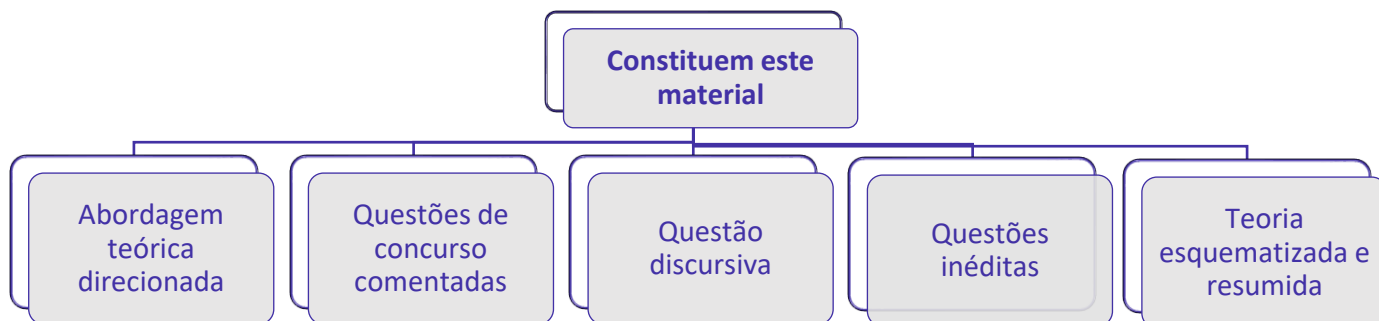 Constituem este
material
Abordagem
teórica
direcionada
Questões de
concurso
comentadas
Questão
discursiva
Questões
inéditas
Teoria
esquematizada e
resumida